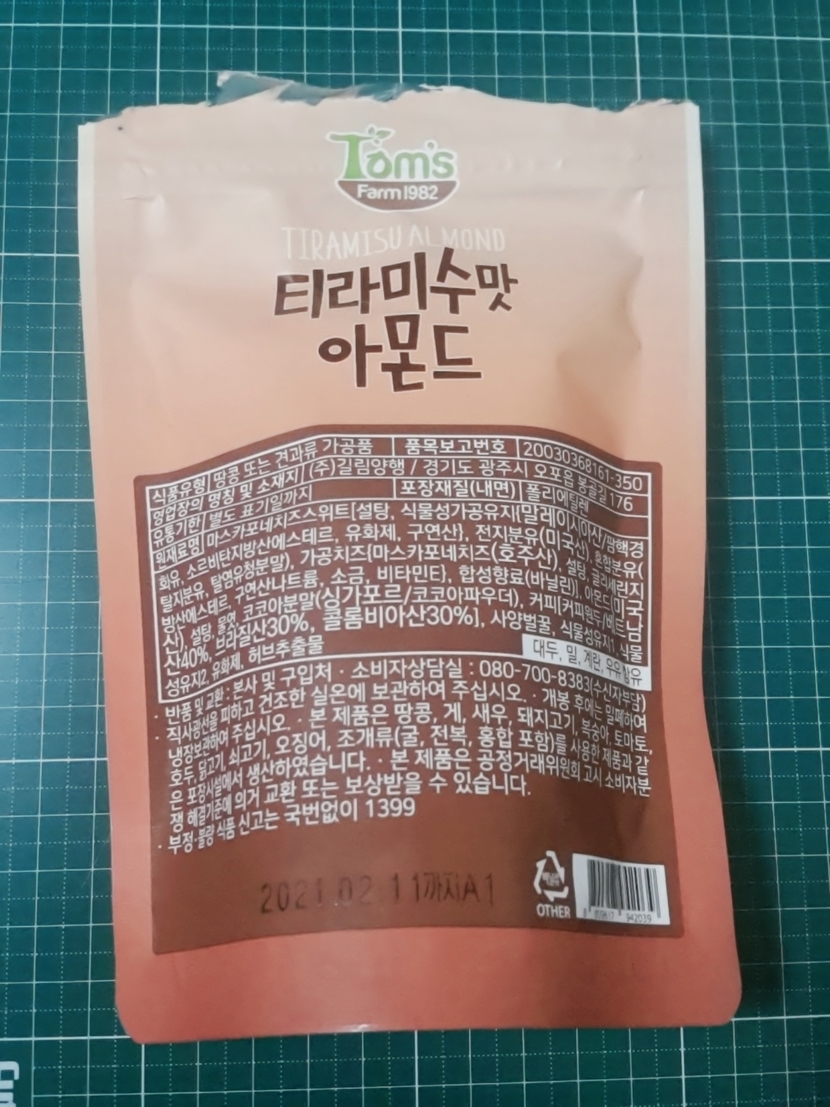 Tom's
Farm 1982
TIRAMISU ALMOND
티라미수맛
아몬드
식품유형 땅콩 또는 견과류 가공품 품목보고번호 20030368161-350
영업장의 명칭 및 소재지 (주)길림양행 / 경기도 광주시 오포읍 봉골길 176
유통기한 별도 표기일까지 포장재질(내면) 폴리에틸렌
원재료명 마스카포네치즈스위트[설탕, 식물성가공유지{말레이시아산/팜핵경
화유, 소르비탄지방산에스테르, 유화제, 구연산}, 전지분유(미국산), 혼합분유(
탈지분유, 탈염유청분말), 가공치즈{마스카포네치즈(호주산), 설탕, 글리세린지
방산에스테르, 구연산나트륨, 소금, 비타민E}, 합성향료(바닐린)], 아몬드(미국
산), 설탕, 물엿, 코코아분말(싱가포르/코코아파우더), 커피[커피원두/베트남
산40%, 브라질산30%, 콜롬비아산30%], 사양벌꿀, 식물성유지1, 식물
성유지2, 유화제, 허브추출물
대두, 밀, 계란, 우유 함유
· 반품 및 교환 : 본사 및 구입처 · 소비자상담실 : 080-700-8383(수신자부담)
· 직사광선을 피하고 건조한 실온에 보관하여 주십시오. · 개봉 후에는 밀폐하여
냉장보관하여 주십시오. · 본 제품은 땅콩, 게, 새우, 돼지고기, 복숭아, 토마토,
호두, 닭고기, 쇠고기, 오징어, 조개류(굴, 전복, 홍합 포함)를 사용한 제품과 같
은 포장시설에서 생산하였습니다. · 본 제품은 공정거래위원회 고시 소비자분
쟁 해결기준에 의거 교환 또는 보상받을 수 있습니다.
· 부정·불량 식품 신고는 국번없이 1399
2021.02.11까지A1
OTHER
942039